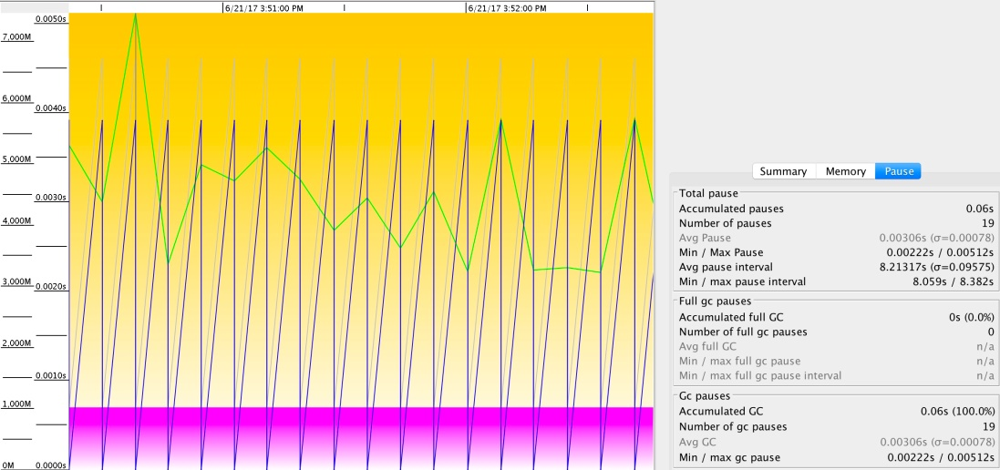 6/21/17 3:51:00 PM
6/21/17 3:52:00 PM
0.0050s
7,000M
6,000M
0.0040s
5,000M
0.0030s
4,000M
3,000M
0.0020s
2,000M
0.0010s
1,000M
0M
0.0000s
Summary Memory Pause
Total pause
Accumulated pauses 0.06s
Number of pauses 19
Avg Pause 0.00306s (σ=0.00078)
Min / Max Pause 0.00222s / 0.00512s
Avg pause interval 8.21317s (σ=0.09575)
Min / max pause interval 8.059s / 8.382s
Full gc pauses
Accumulated full GC 0s (0.0%)
Number of full gc pauses 0
Avg full GC n/a
Min / max full gc pause n/a
Min / max full gc pause interval n/a
Gc pauses
Accumulated GC 0.06s (100.0%)
Number of gc pauses 19
Avg GC 0.00306s (σ=0.00078)
Min / max gc pause 0.00222s / 0.00512s